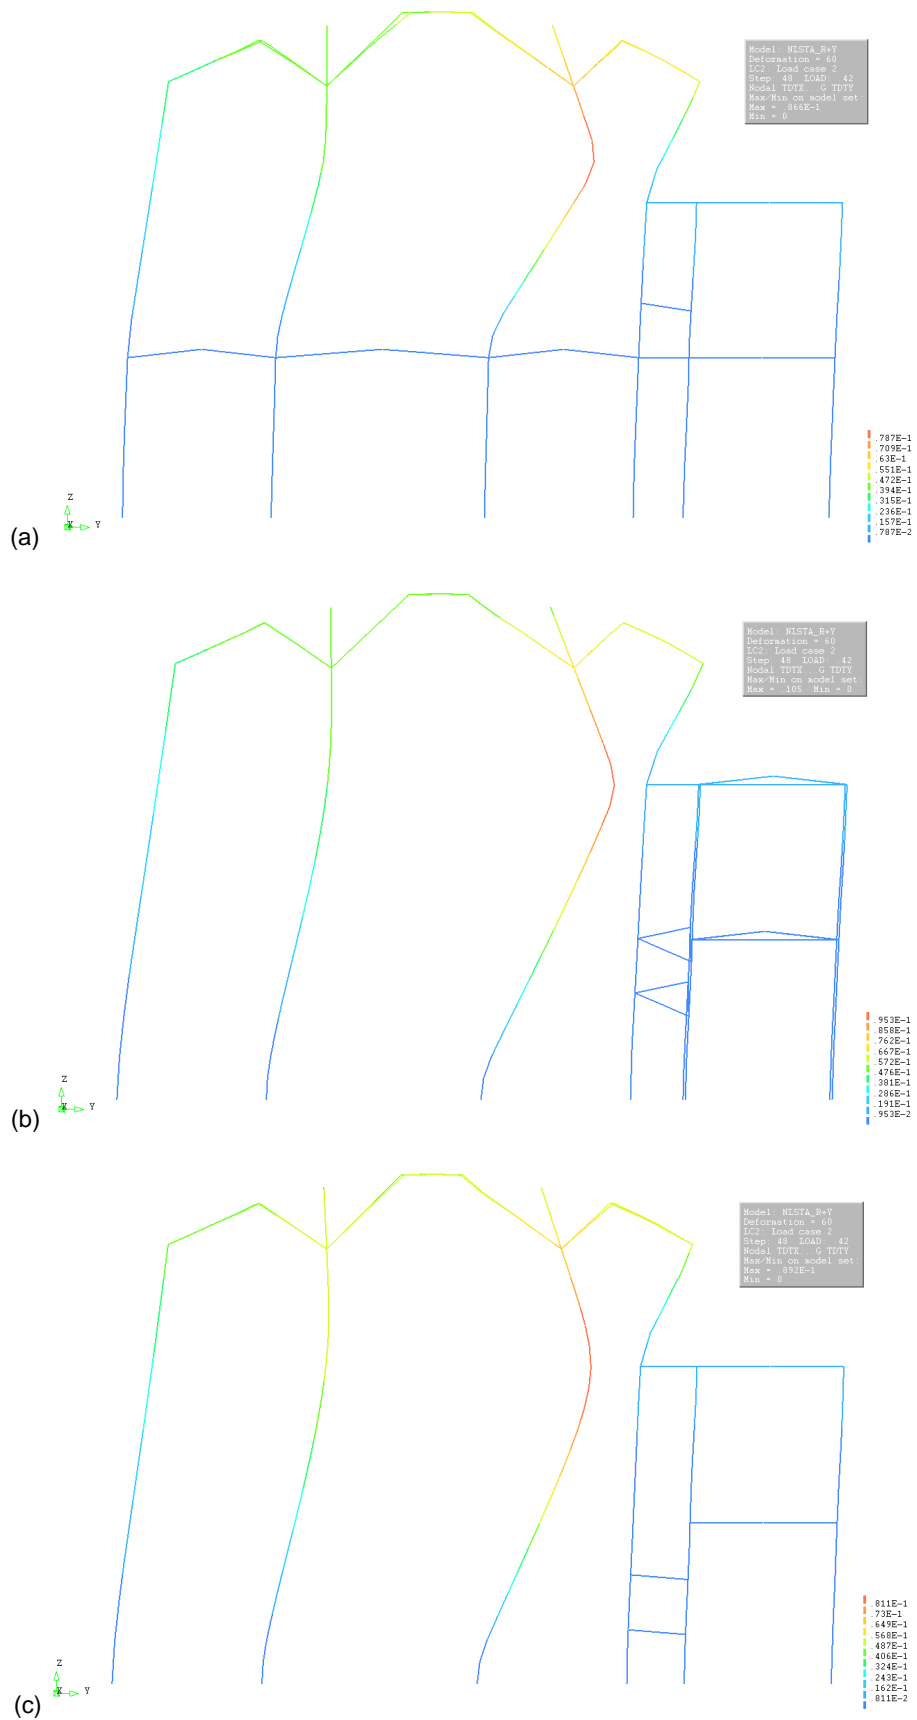 Model: NLSTA_R+Y
Deformation = 60
LC2: Load case 2
Step: 48 LOAD: .42
Nodal TDTX...G TDTY
Max/Min on model set:
Max = .866E-1
Min = 0
.787E-1
.709E-1
.63E-1
.551E-1
.472E-1
.394E-1
.315E-1
.236E-1
.157E-1
.787E-2
Z
X Y
(a)
Model: NLSTA_R+Y
Deformation = 60
LC2: Load case 2
Step: 48 LOAD: .42
Nodal TDTX...G TDTY
Max/Min on model set:
Max = .105 Min = 0
.953E-1
.858E-1
.762E-1
.667E-1
.572E-1
.476E-1
.381E-1
.286E-1
.191E-1
.953E-2
Z
X Y
(b)
Model: NLSTA_R+Y
Deformation = 60
LC2: Load case 2
Step: 48 LOAD: .42
Nodal TDTX...G TDTY
Max/Min on model set:
Max = .892E-1
Min = 0
.811E-1
.73E-1
.649E-1
.568E-1
.487E-1
.406E-1
.324E-1
.243E-1
.162E-1
.811E-2
Z
X Y
(c)